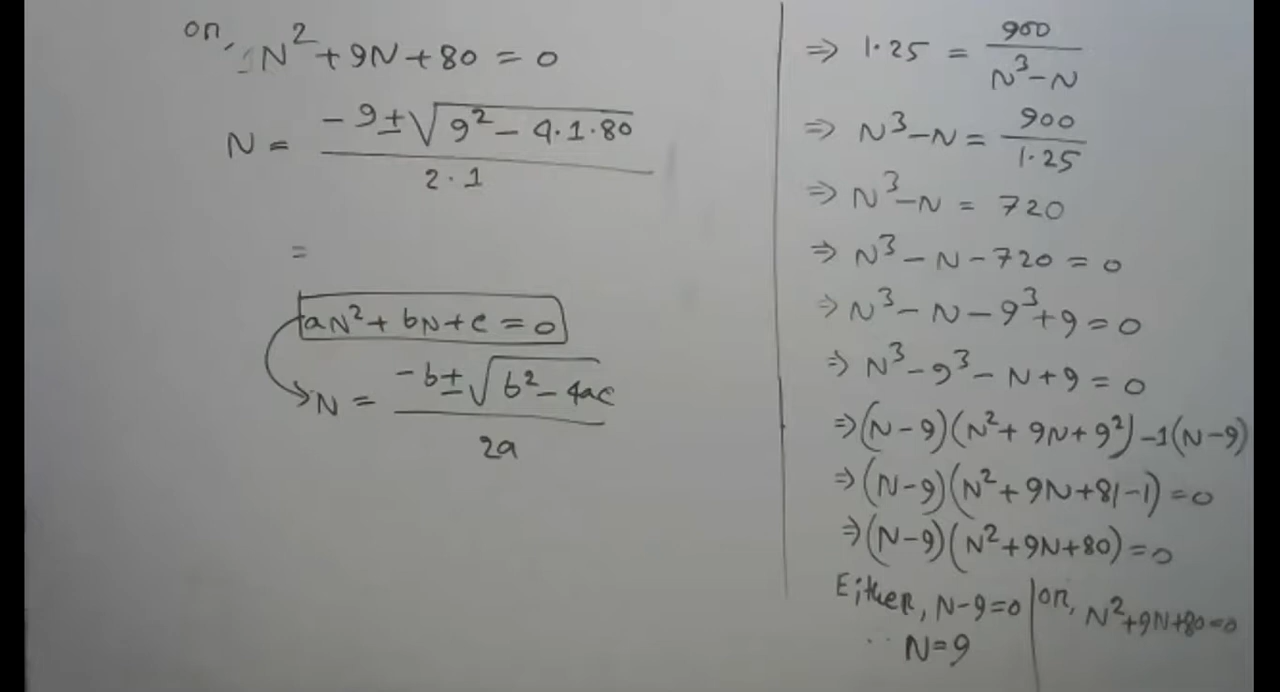 or, 1N² + 9N + 80 = 0
N = (-9 ± √(9² - 4·1·80)) / (2·1)
=
aN² + bN + c = 0
N = (-b ± √(b² - 4ac)) / 2a
⇒ 1·25 = 900 / (N³ - N)
⇒ N³ - N = 900 / 1·25
⇒ N³ - N = 720
⇒ N³ - N - 720 = 0
⇒ N³ - N - 9³ + 9 = 0
⇒ N³ - 9³ - N + 9 = 0
⇒ (N - 9)(N² + 9N + 9²) - 1(N - 9)
⇒ (N - 9)(N² + 9N + 81 - 1) = 0
⇒ (N - 9)(N² + 9N + 80) = 0
Either, N - 9 = 0 | or, N² + 9N + 80 = 0
∴ N = 9